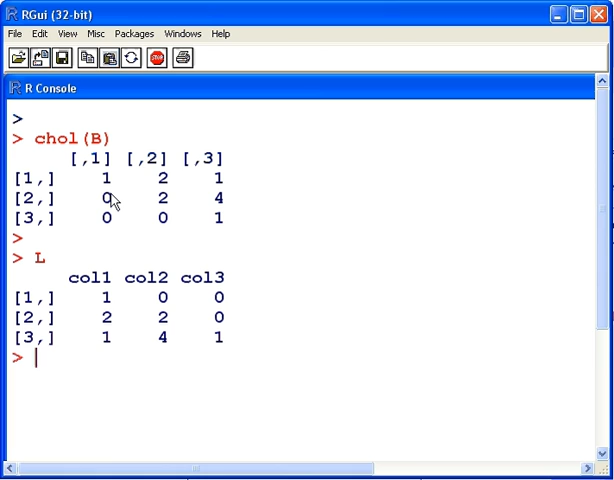 RGui (32-bit)
File Edit View Misc Packages Windows Help
STOP
R Console
>
> chol(B)
[,1] [,2] [,3]
[1,] 1 2 1
[2,] 0 2 4
[3,] 0 0 1
>
> L
col1 col2 col3
[1,] 1 0 0
[2,] 2 2 0
[3,] 1 4 1
>